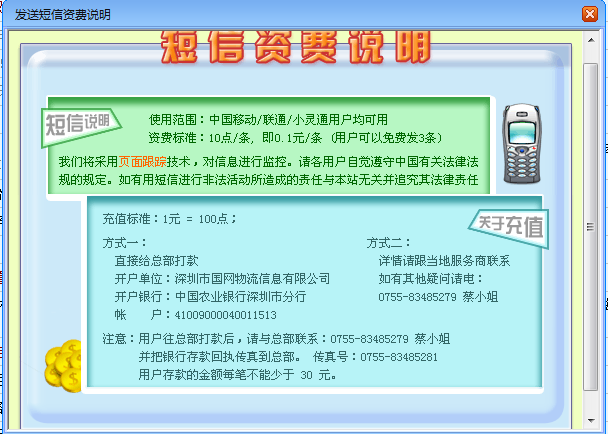 发送短信资费说明
短信资费说明
短信说明
使用范围：中国移动/联通/小灵通用户均可用
资费标准：10点/条，即0.1元/条 (用户可以免费发3条)
我们将采用页面跟踪技术，对信息进行监控。请各用户自觉遵守中国有关法律法
规的规定。如有用短信进行非法活动所造成的责任与本站无关并追究其法律责任
关于充值
充值标准：1元 = 100点；
方式一：
直接给总部打款
开户单位：深圳市国网物流信息有限公司
开户银行：中国农业银行深圳市分行
帐 户：41009000040011513
方式二：
详情请跟当地服务商联系
如有其他疑问请电：
0755-83485279 蔡小姐
注意：用户往总部打款后，请与总部联系：0755-83485279 蔡小姐
并把银行存款回执传真到总部。 传真号：0755-83485281
用户存款的金额每笔不能少于 30 元。